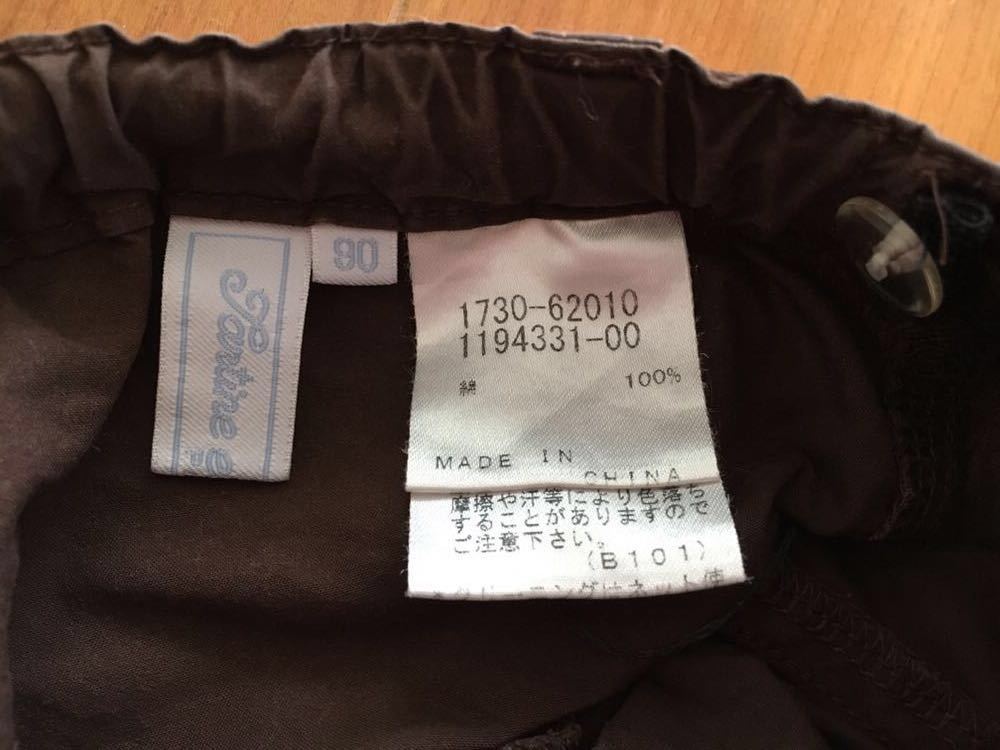 90
Tartine
1730-62010
1194331-00
綿 100%
MADE IN
CHINA
摩擦や汗等により色落ち
することがありますので
ご注意下さい。
(B101)